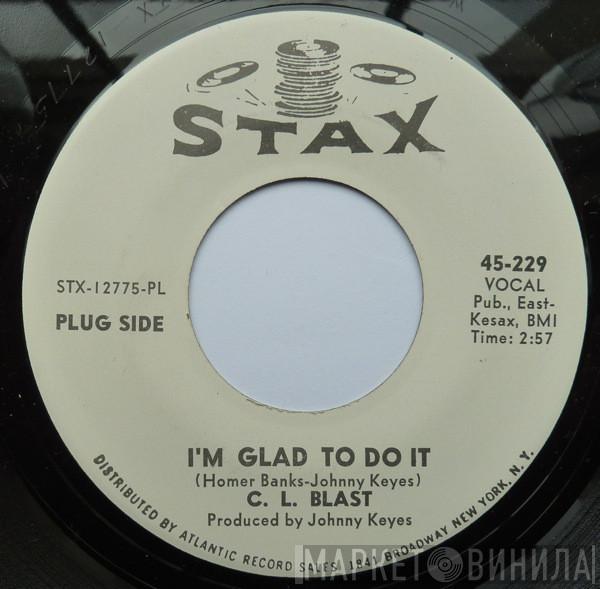 STAX
STX-12775-PL
PLUG SIDE
45-229
VOCAL
Pub., East-
Kesax, BMI
Time: 2:57
I'M GLAD TO DO IT
(Homer Banks-Johnny Keyes)
C. L. BLAST
Produced by Johnny Keyes
DISTRIBUTED BY ATLANTIC RECORD SALES 1841 BROADWAY NEW YORK, N. Y.
МАРКЕТ ВИНИЛА